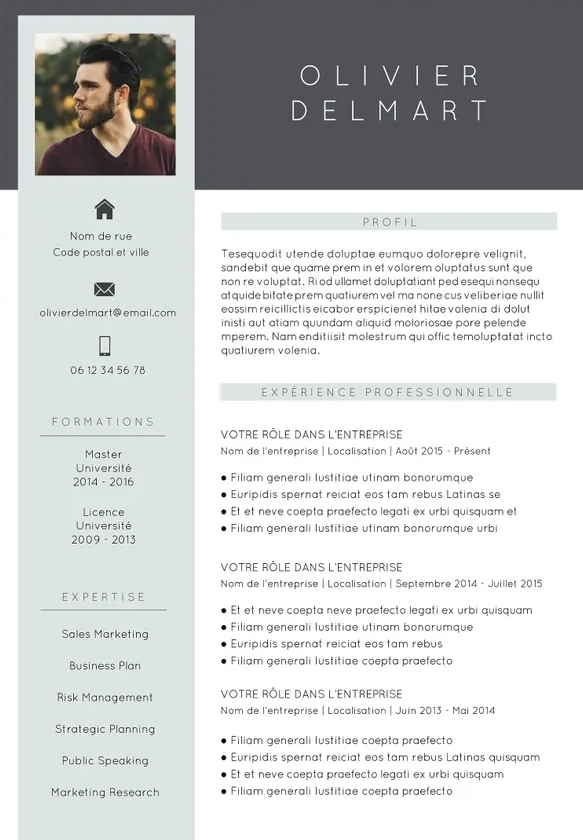 OLIVIER
DELMART
Nom de rue
Code postal et ville
olivierdelmart@email.com
06 12 34 56 78
FORMATIONS
Master
Université
2014 - 2016
Licence
Université
2009 - 2013
EXPERTISE
Sales Marketing
Business Plan
Risk Management
Strategic Planning
Public Speaking
Marketing Research
PROFIL
Tesequodit utende doluptae eumquo dolorepre velignit,
sandebit que quame prem in et volorem oluptatus sunt que
non re voluptat. Ri od ullamet doluptatiant ped esequi nonsequ
atquide bitate prem quatiurem vel ma none cus veliberiae nullit
eossim reicillictis eicabor erspicienet hitae volenia di dolut
inisti aut atiam quundam aliquid moloriosae pore pelende
mperem. Nam enditiisit molestrum qui offic temoluptatat incto
quatiurem volenia.
EXPÉRIENCE PROFESSIONNELLE
VOTRE RÔLE DANS L'ENTREPRISE
Nom de l'entreprise | Localisation | Août 2015 - Présent
● Filiam generali Iustitiae utinam bonorumque
● Euripidis spernat reiciat eos tam rebus Latinas se
● Et et neve coepta praefecto legati ex urbi quisquam et
● Filiam generali Iustitiae utinam bonorumque urbi
VOTRE RÔLE DANS L'ENTREPRISE
Nom de l'entreprise | Localisation | Septembre 2014 - Juillet 2015
● Et et neve coepta neve praefecto legati ex urbi quisquam
● Filiam generali Iustitiae utinam bonorumque
● Euripidis spernat reiciat eos tam rebus
● Filiam generali Iustitiae coepta praefecto
VOTRE RÔLE DANS L'ENTREPRISE
Nom de l'entreprise | Localisation | Juin 2013 - Mai 2014
● Filiam generali Iustitiae coepta praefecto
● Euripidis spernat reiciat eos tam rebus Latinas quisquam
● Et et neve coepta praefecto legati ex urbi quisquam
● Filiam generali Iustitiae coepta praefecto